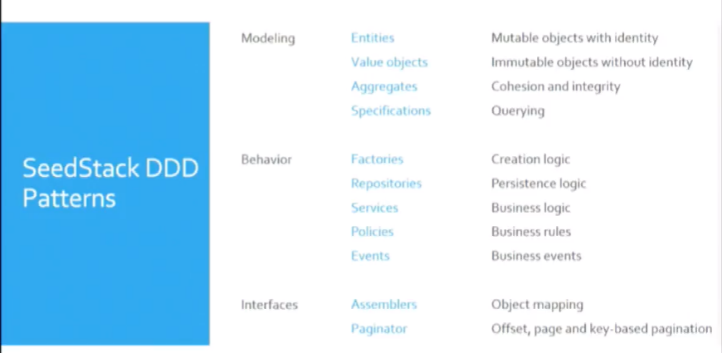 SeedStack DDD
Patterns
Modeling Entities Mutable objects with identity
Value objects Immutable objects without identity
Aggregates Cohesion and integrity
Specifications Querying
Behavior Factories Creation logic
Repositories Persistence logic
Services Business logic
Policies Business rules
Events Business events
Interfaces Assemblers Object mapping
Paginator Offset, page and key-based pagination